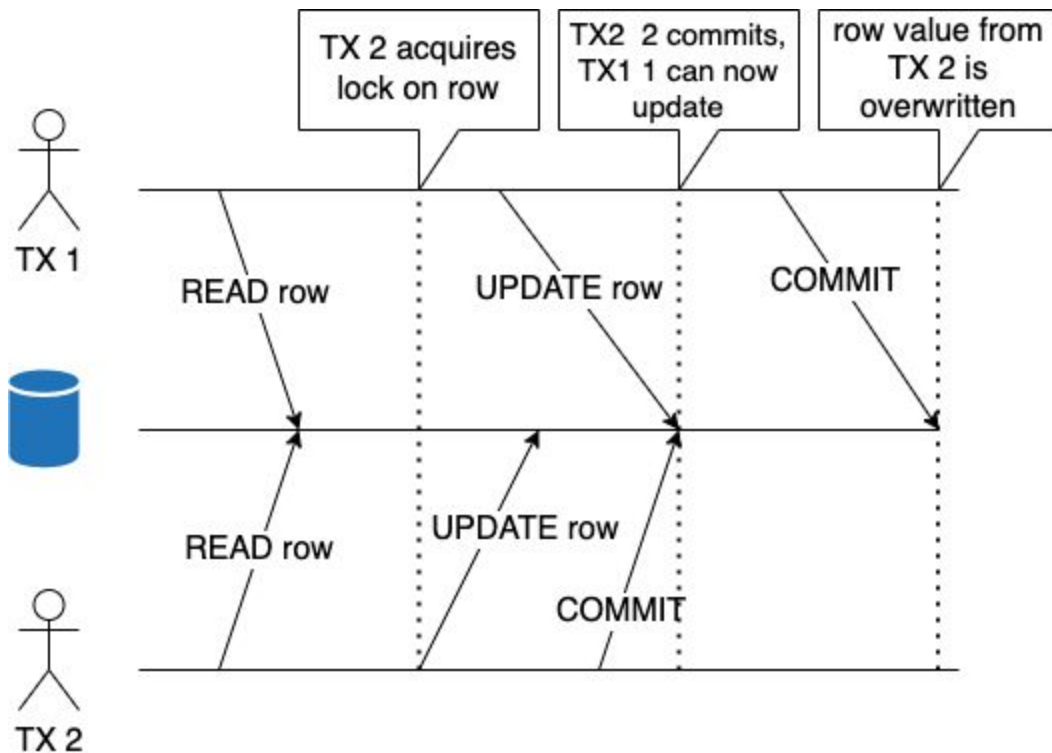 TX 2 acquires
lock on row
TX2  2 commits,
TX1 1 can now
update
row value from
TX 2 is
overwritten
TX 1
READ row
UPDATE row
COMMIT
READ row
UPDATE row
COMMIT
TX 2